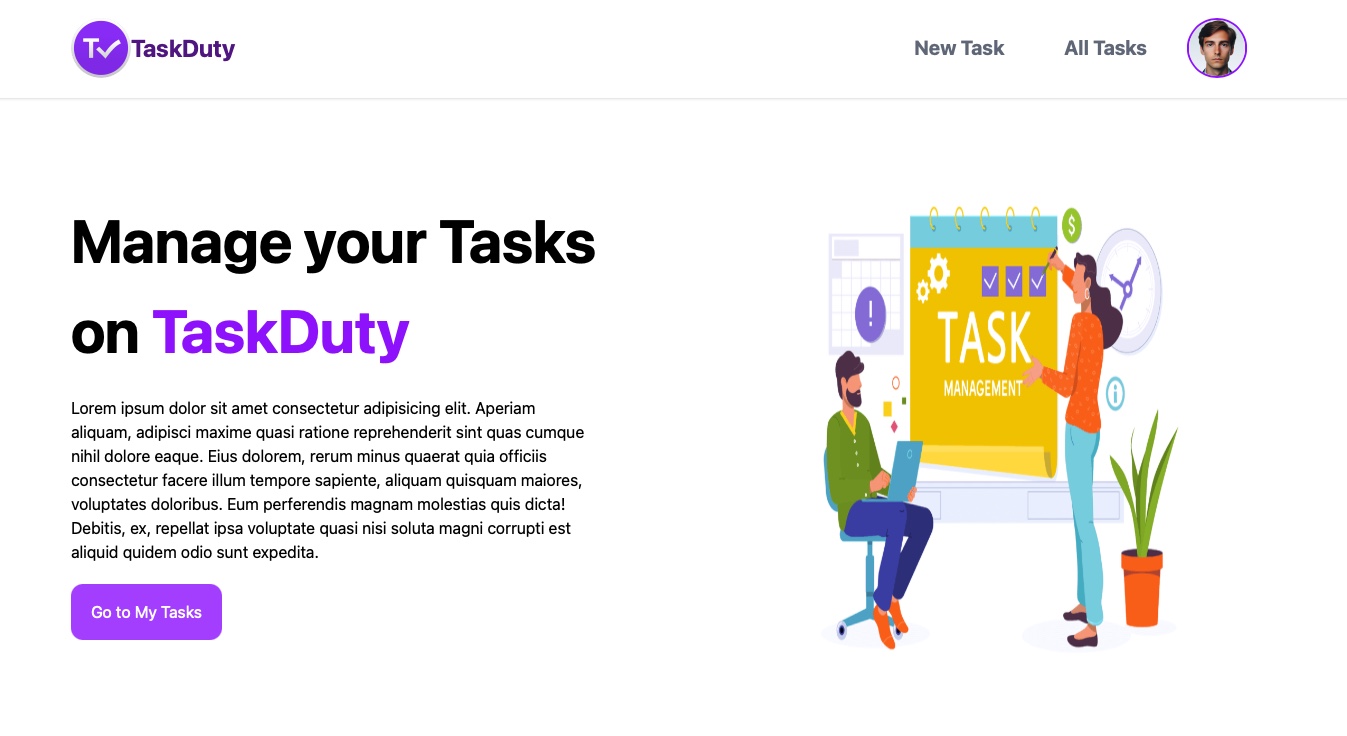 TV TaskDuty
New Task
All Tasks
Manage your Tasks
on TaskDuty
Lorem ipsum dolor sit amet consectetur adipisicing elit. Aperiam
aliquam, adipisci maxime quasi ratione reprehenderit sint quas cumque
nihil dolore eaque. Eius dolorem, rerum minus quaerat quia officiis
consectetur facere illum tempore sapiente, aliquam quisquam maiores,
voluptates doloribus. Eum perferendis magnam molestias quis dicta!
Debitis, ex, repellat ipsa voluptate quasi nisi soluta magni corrupti est
aliquid quidem odio sunt expedita.
Go to My Tasks
$
!
TASK
MANAGEMENT
i